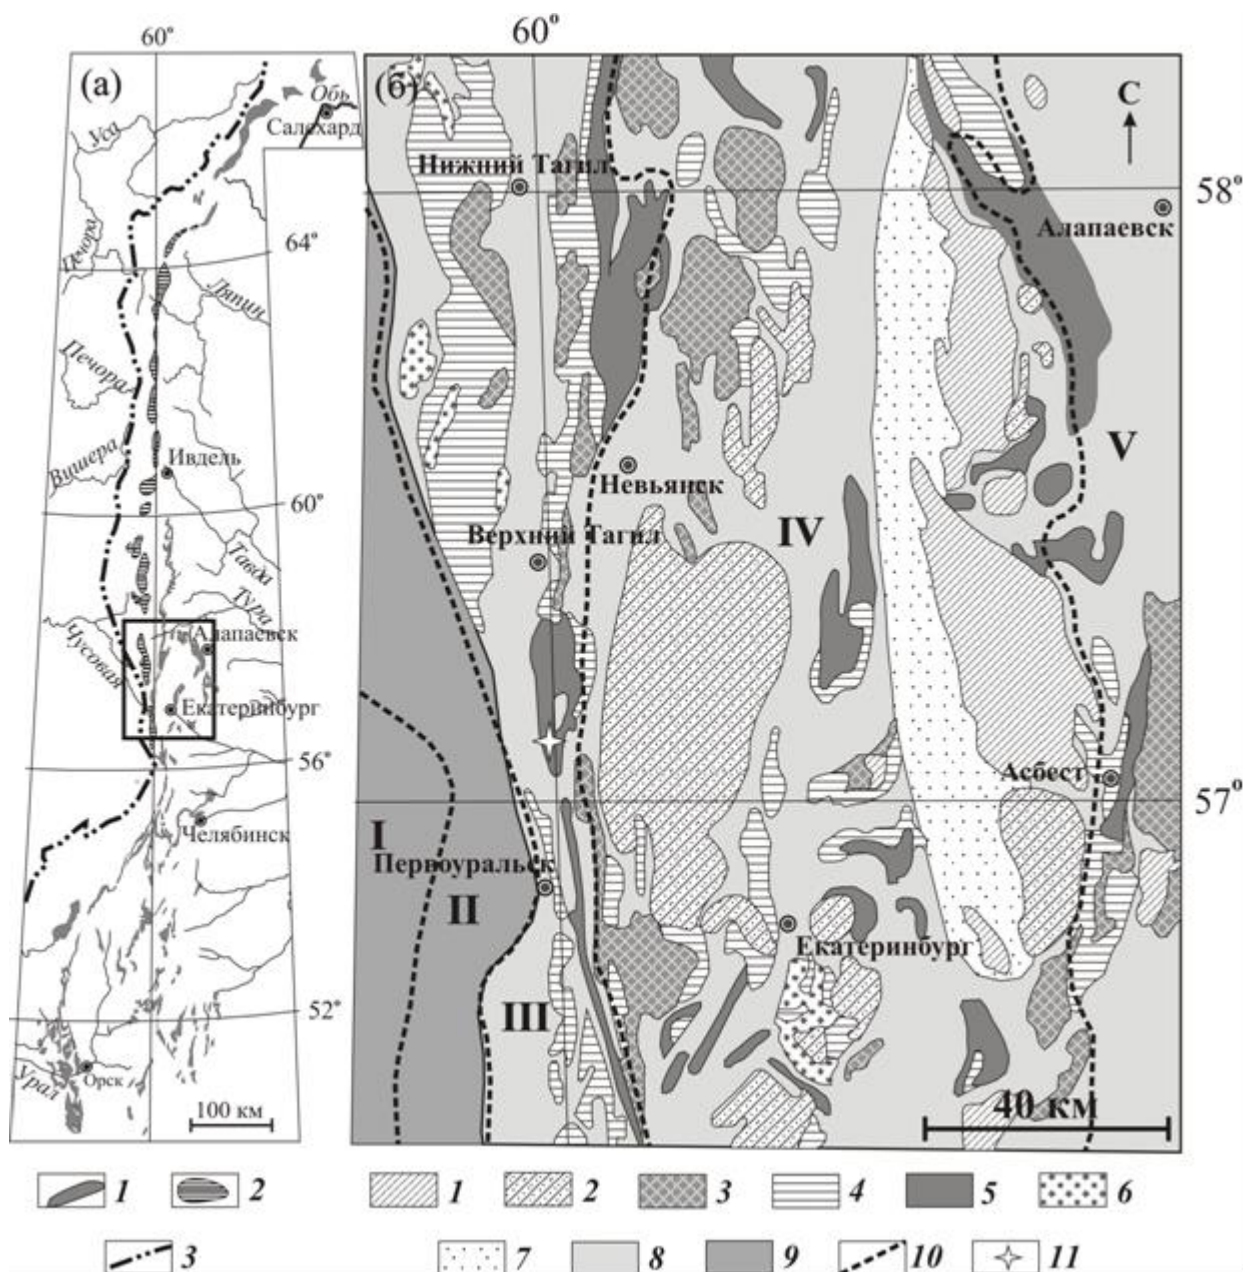 60°
60°
(а)
(б)
С
Обь
Салехард
Уса
Нижний Тагил
58°
Алапаевск
Печора
64°
Ляпин
Печора
V
Вишера
Ивдель
Невьянск
60°
IV
Верхний Тагил
Тавда
Тура
Чусовая
Алапаевск
Екатеринбург
56°
Асбест
57°
Челябинск
I
Первоуральск
II
Екатеринбург
52°
III
Урал
Орск
100 км
40 км
1 2 1 2 3 4 5 6
3 7 8 9 10 11